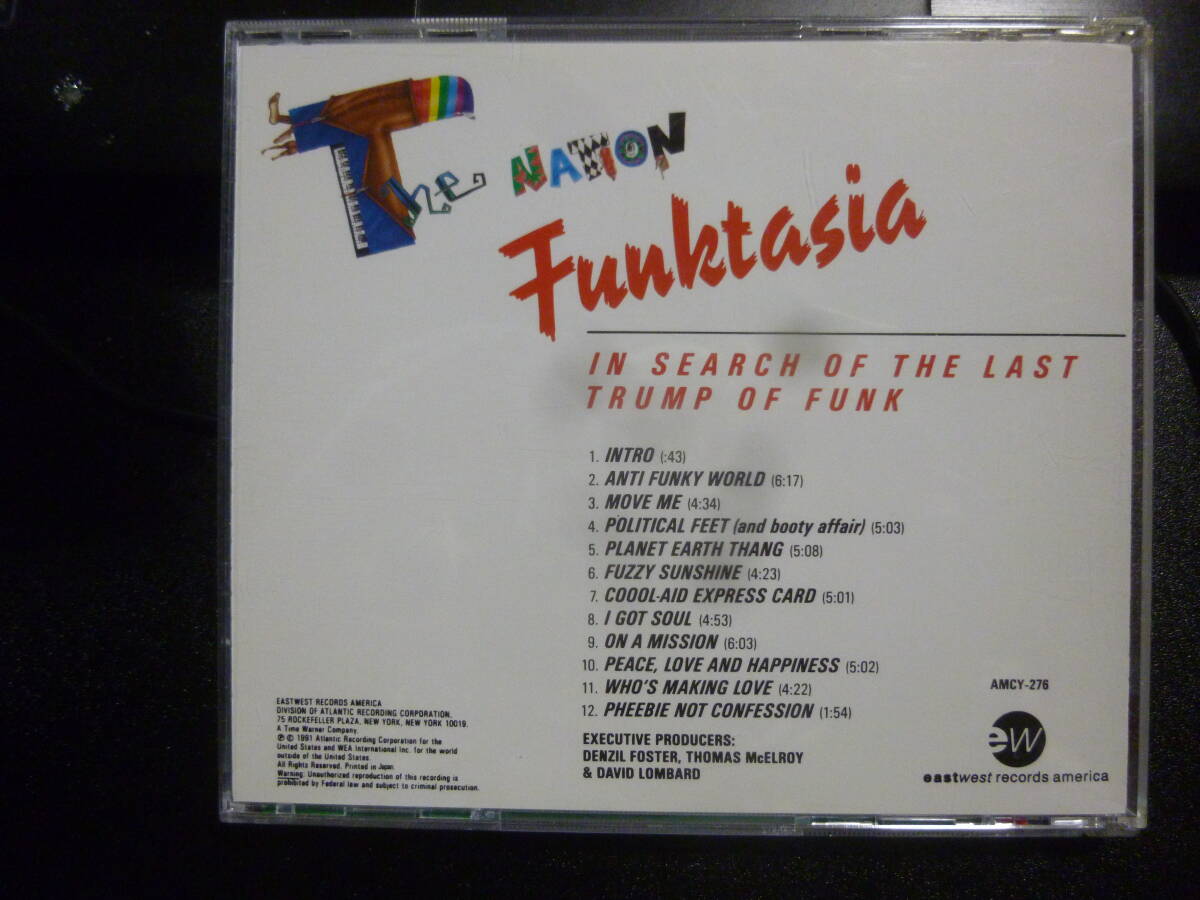 The NATION
Funktasia
IN SEARCH OF THE LAST
TRUMP OF FUNK
1. INTRO (:43)
2. ANTI FUNKY WORLD (6:17)
3. MOVE ME (4:34)
4. POLITICAL FEET (and booty affair) (5:03)
5. PLANET EARTH THANG (5:08)
6. FUZZY SUNSHINE (4:23)
7. COOOL-AID EXPRESS CARD (5:01)
8. I GOT SOUL (4:53)
9. ON A MISSION (6:03)
10. PEACE, LOVE AND HAPPINESS (5:02)
11. WHO'S MAKING LOVE (4:22)
12. PHEEBIE NOT CONFESSION (1:54)
EXECUTIVE PRODUCERS:
DENZIL FOSTER, THOMAS McELROY
& DAVID LOMBARD
EASTWEST RECORDS AMERICA
DIVISION OF ATLANTIC RECORDING CORPORATION,
75 ROCKEFELLER PLAZA, NEW YORK, NEW YORK 10019.
A Time Warner Company.
℗ © 1991 Atlantic Recording Corporation for the
United States and WEA International Inc. for the world
outside of the United States.
All Rights Reserved. Printed in Japan.
Warning: Unauthorized reproduction of this recording is
prohibited by Federal law and subject to criminal prosecution.
AMCY-276
ew
eastwest records america